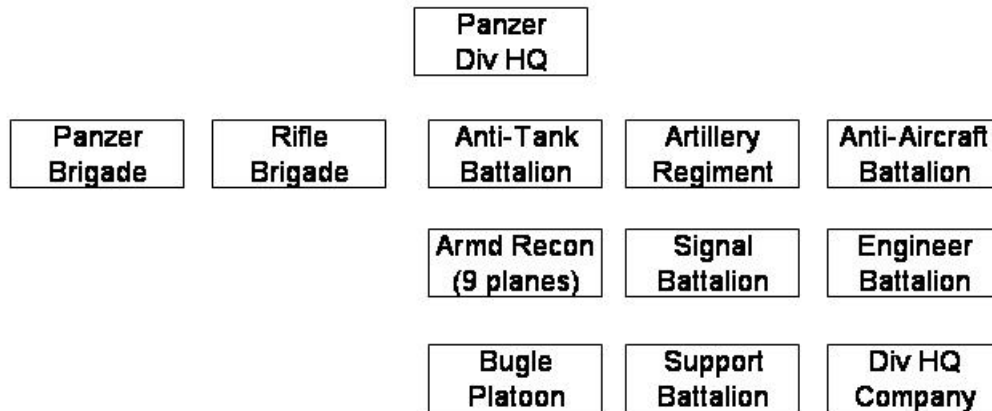 Panzer
Div HQ
Panzer
Brigade
Rifle
Brigade
Anti-Tank
Battalion
Artillery
Regiment
Anti-Aircraft
Battalion
Armd Recon
(9 planes)
Signal
Battalion
Engineer
Battalion
Bugle
Platoon
Support
Battalion
Div HQ
Company